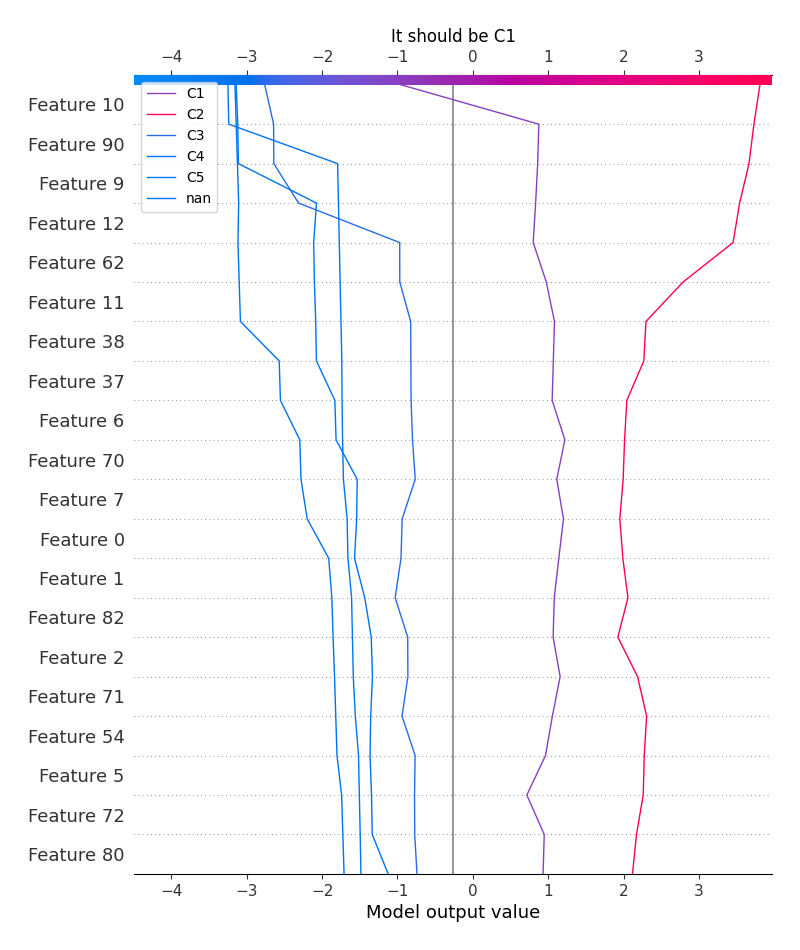 It should be C1
−4 −3 −2 −1 0 1 2 3
C1
C2
C3
C4
C5
nan
Feature 10
Feature 90
Feature 9
Feature 12
Feature 62
Feature 11
Feature 38
Feature 37
Feature 6
Feature 70
Feature 7
Feature 0
Feature 1
Feature 82
Feature 2
Feature 71
Feature 54
Feature 5
Feature 72
Feature 80
−4 −3 −2 −1 0 1 2 3
Model output value